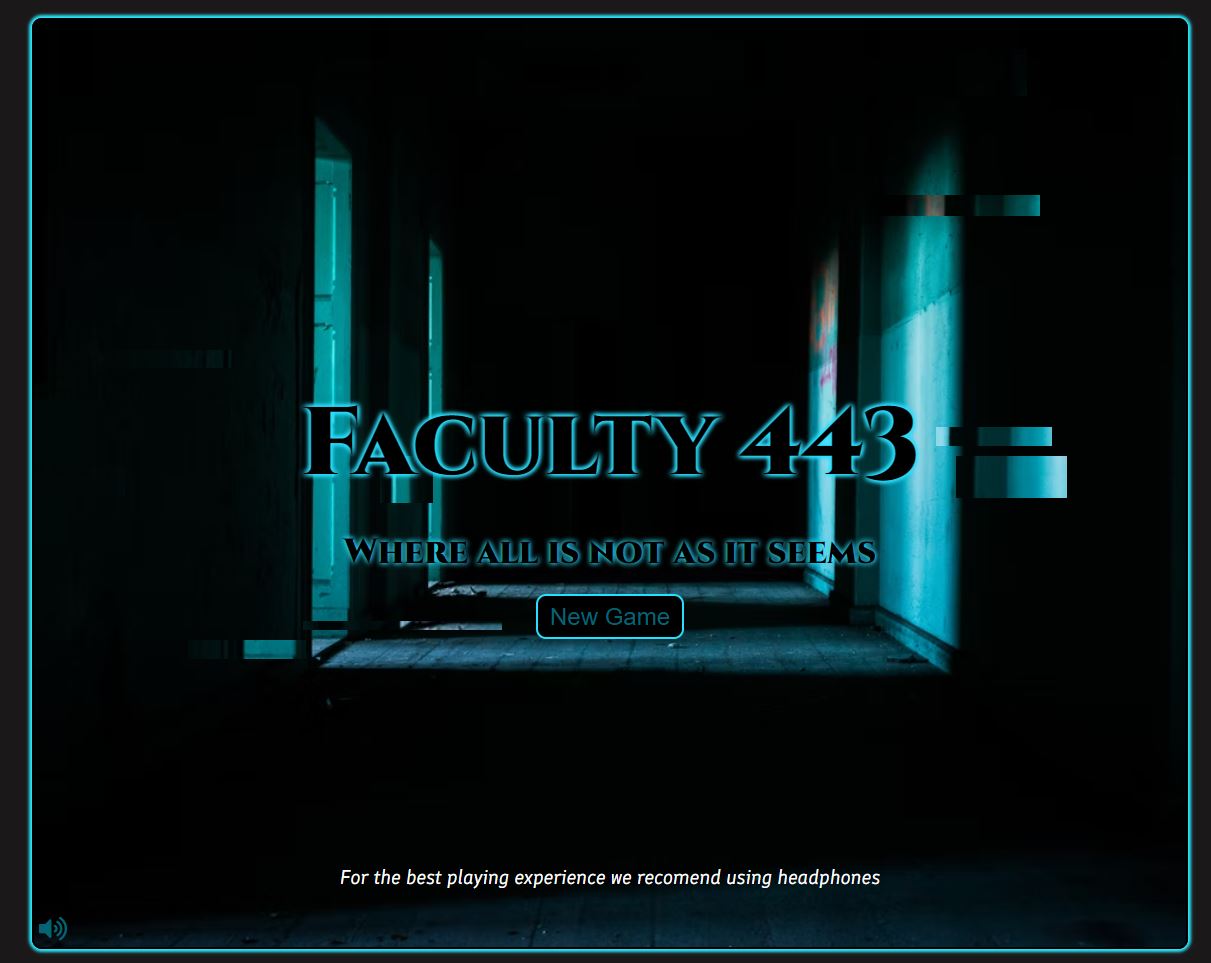 Faculty 443
Where all is not as it seems
New Game
For the best playing experience we recomend using headphones